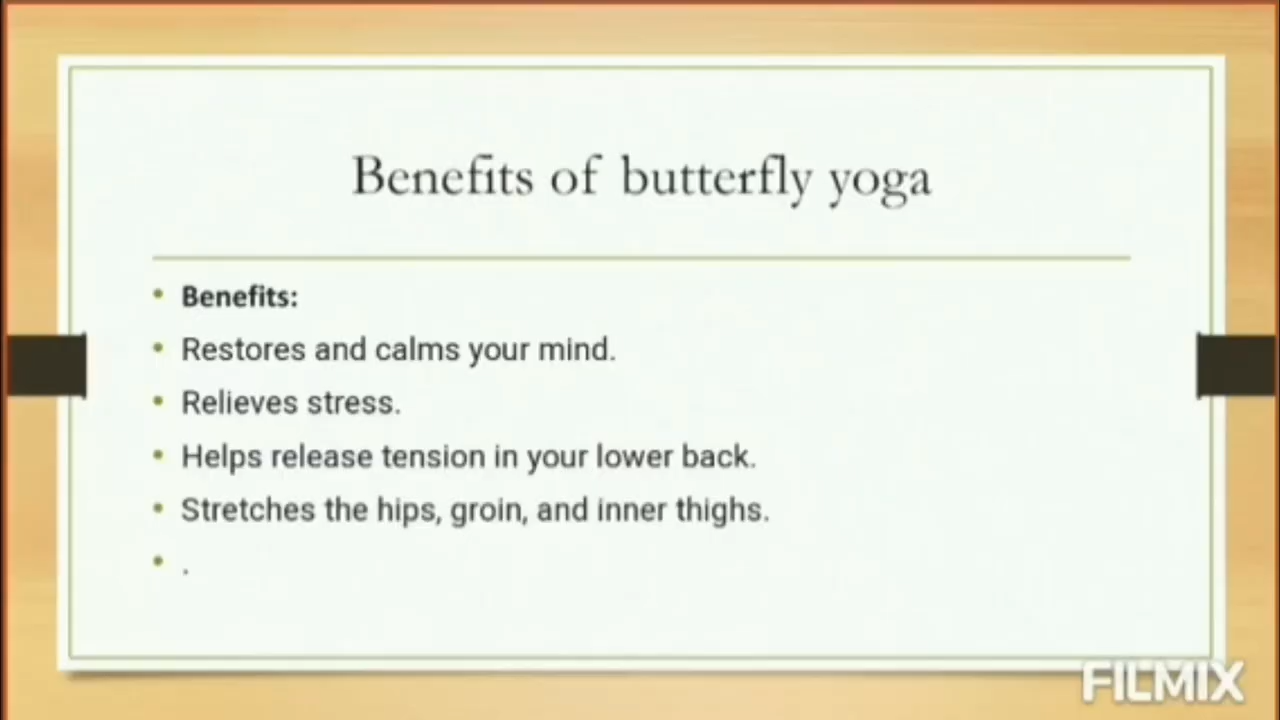 Benefits of butterfly yoga
• Benefits:
• Restores and calms your mind.
• Relieves stress.
• Helps release tension in your lower back.
• Stretches the hips, groin, and inner thighs.
• .
FILMIX